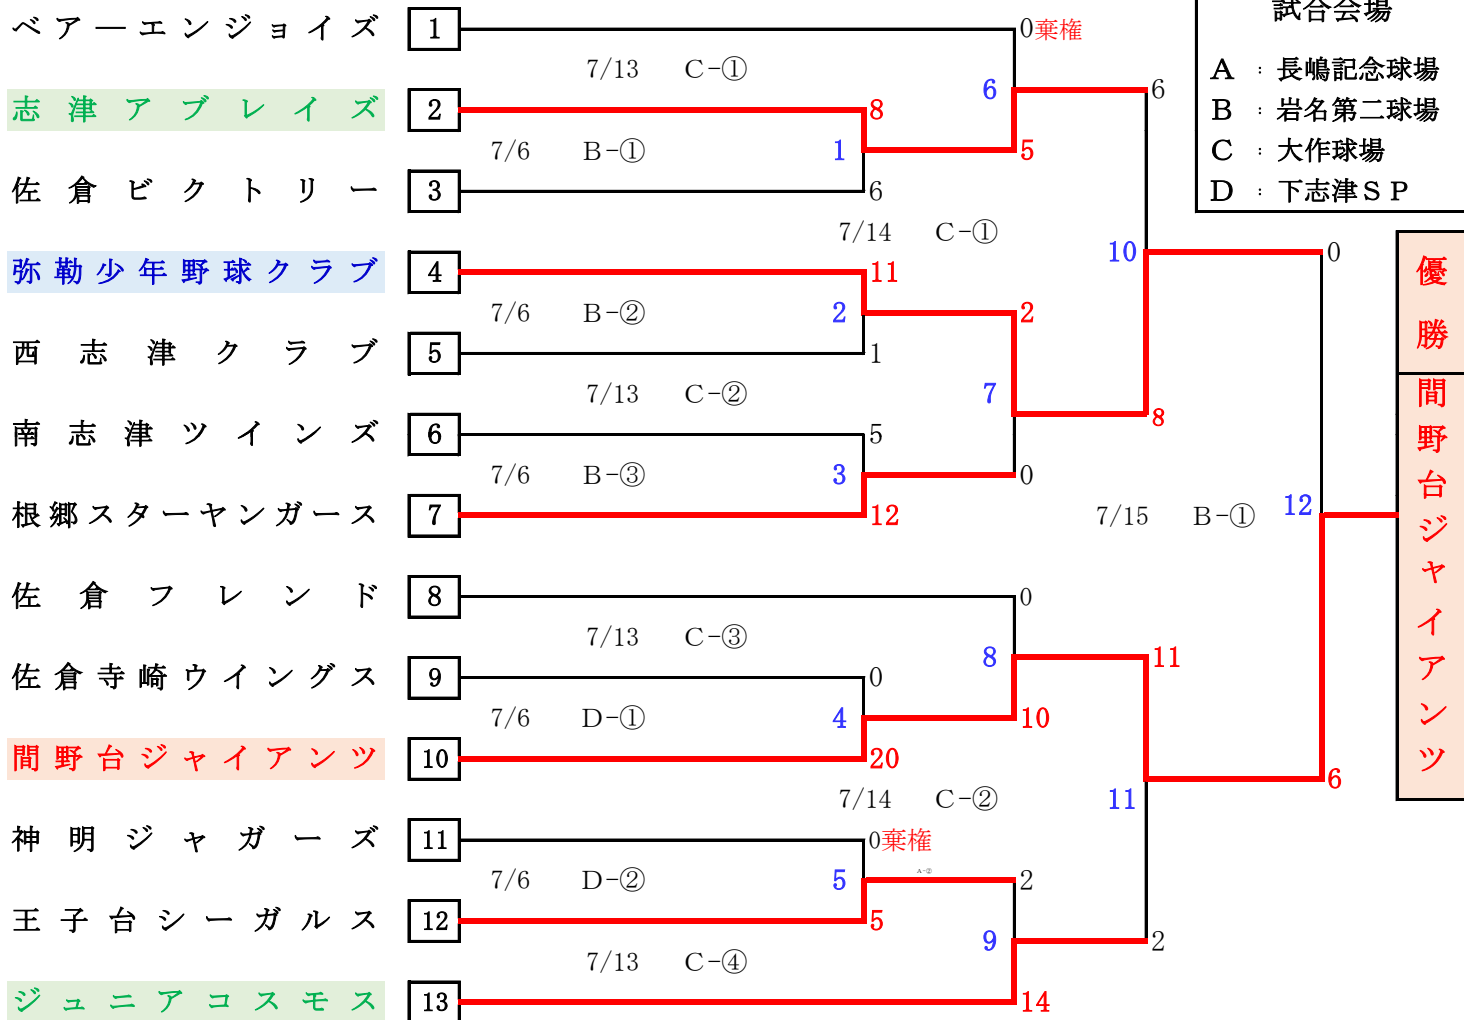 試合会場
A : 長嶋記念球場
B : 岩名第二球場
C : 大作球場
D : 下志津SP
ベアーエンジョイズ 1 0棄権
7/13 C-①
6 6
志津アブレイズ 2 8
7/6 B-① 1 5
佐倉ビクトリー 3 6
7/14 C-①
10 0
弥勒少年野球クラブ 4 11
7/6 B-② 2 2
西志津クラブ 5 1
7/13 C-② 7
8
南志津ツインズ 6 5
7/6 B-③ 3 0
根郷スターヤンガース 7 12
7/15 B-① 12
佐倉フレンド 8 0
7/13 C-③
8 11
佐倉寺崎ウイングス 9 0
7/6 D-① 4 10
間野台ジャイアンツ 10 20
6
7/14 C-② 11
神明ジャガーズ 11 0棄権
7/6 D-② 5 A-② 2
王子台シーガルス 12 5
9 2
7/13 C-④
ジュニアコスモス 13 14
優勝
間野台ジャイアンツ